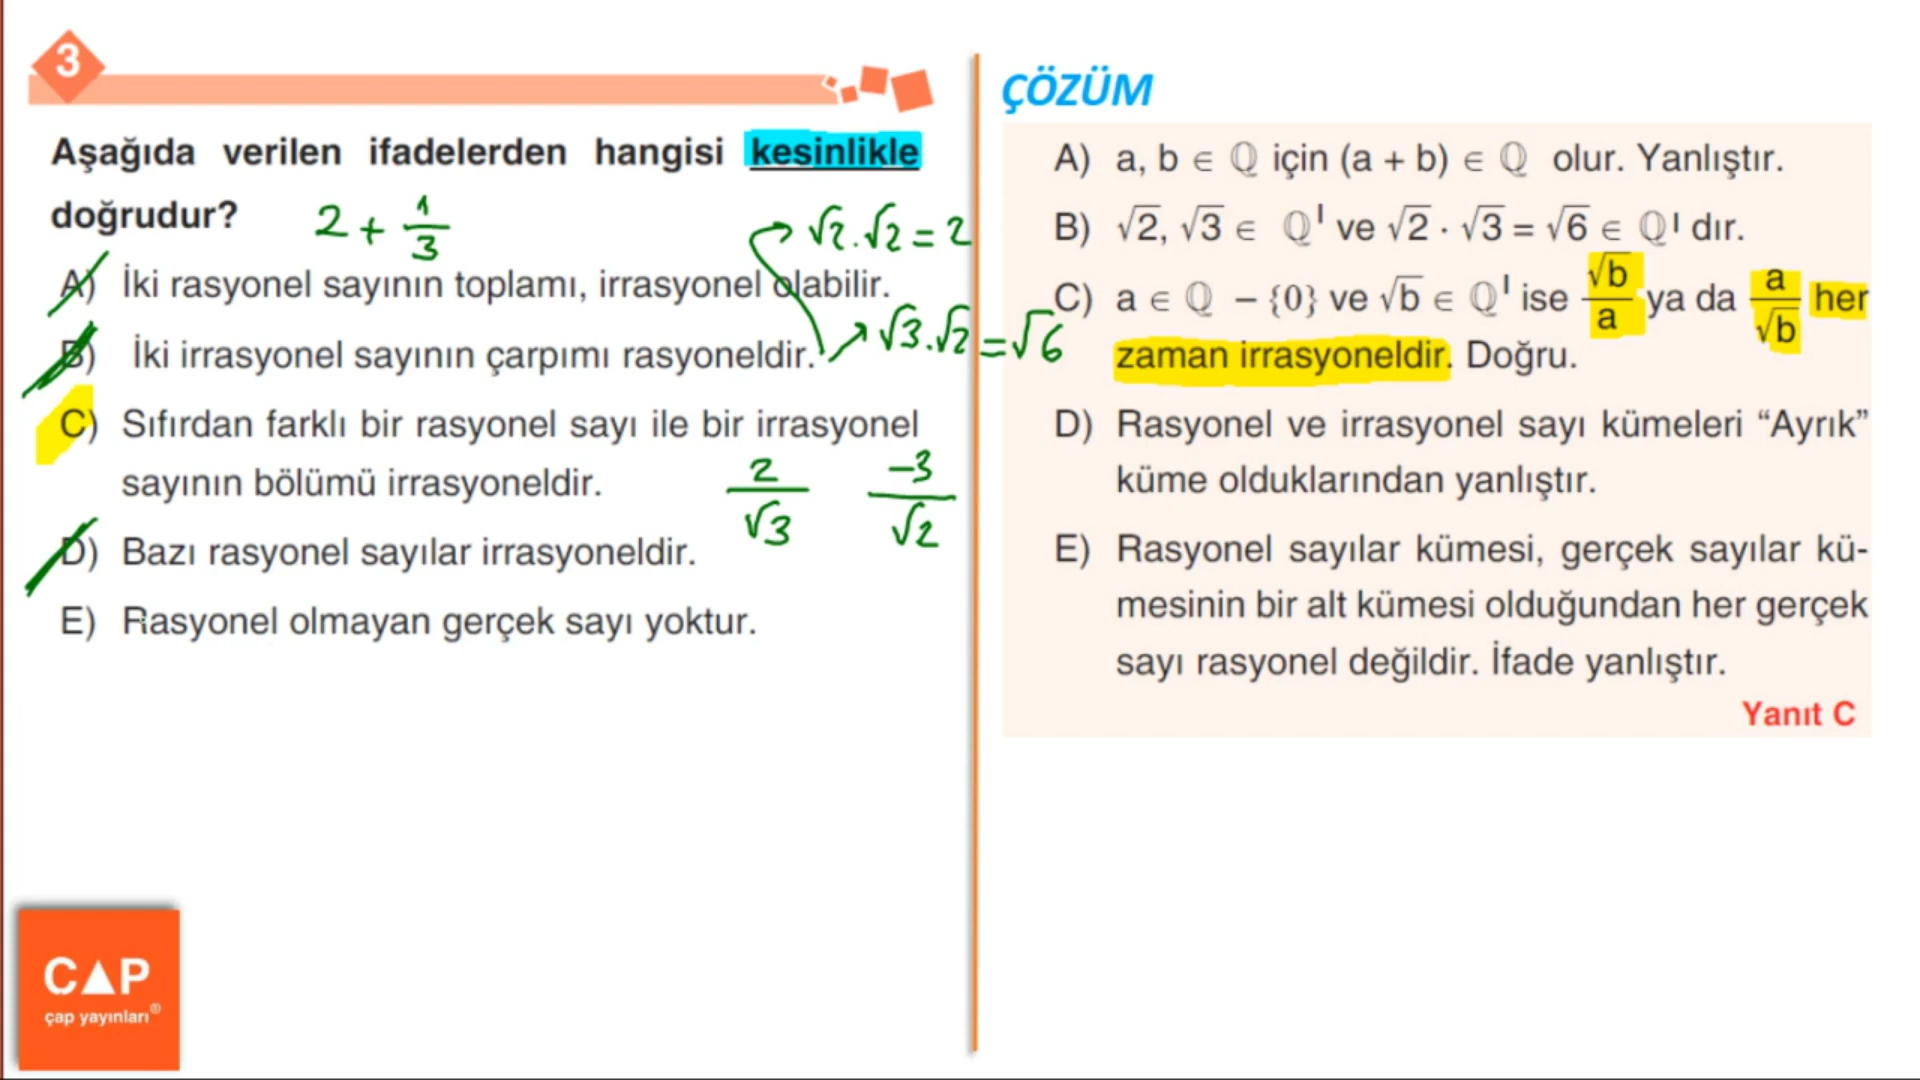 3
Aşağıda verilen ifadelerden hangisi kesinlikle
doğrudur?
2 + 1/3
√2.√2 = 2
A) İki rasyonel sayının toplamı, irrasyonel olabilir.
B) İki irrasyonel sayının çarpımı rasyoneldir.
√3.√2 = √6
C) Sıfırdan farklı bir rasyonel sayı ile bir irrasyonel
sayının bölümü irrasyoneldir.
2/√3 -3/√2
D) Bazı rasyonel sayılar irrasyoneldir.
E) Rasyonel olmayan gerçek sayı yoktur.
CAP
çap yayınları®
ÇÖZÜM
A) a, b ∈ ℚ için (a + b) ∈ ℚ olur. Yanlıştır.
B) √2, √3 ∈ ℚ' ve √2 · √3 = √6 ∈ ℚ' dır.
C) a ∈ ℚ – {0} ve √b ∈ ℚ' ise √b/a ya da a/√b her
zaman irrasyoneldir. Doğru.
D) Rasyonel ve irrasyonel sayı kümeleri “Ayrık”
küme olduklarından yanlıştır.
E) Rasyonel sayılar kümesi, gerçek sayılar kü-
mesinin bir alt kümesi olduğundan her gerçek
sayı rasyonel değildir. İfade yanlıştır.
Yanıt C